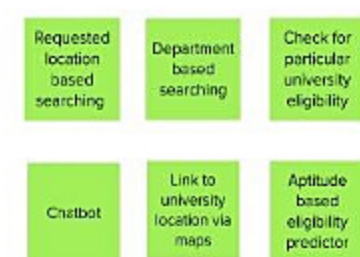 Requested
location
based
searching
Department
based
searching
Check for
particular
university
eligibility
Chatbot
Link to
university
location via
maps
Aptitude
based
eligibility
predictor